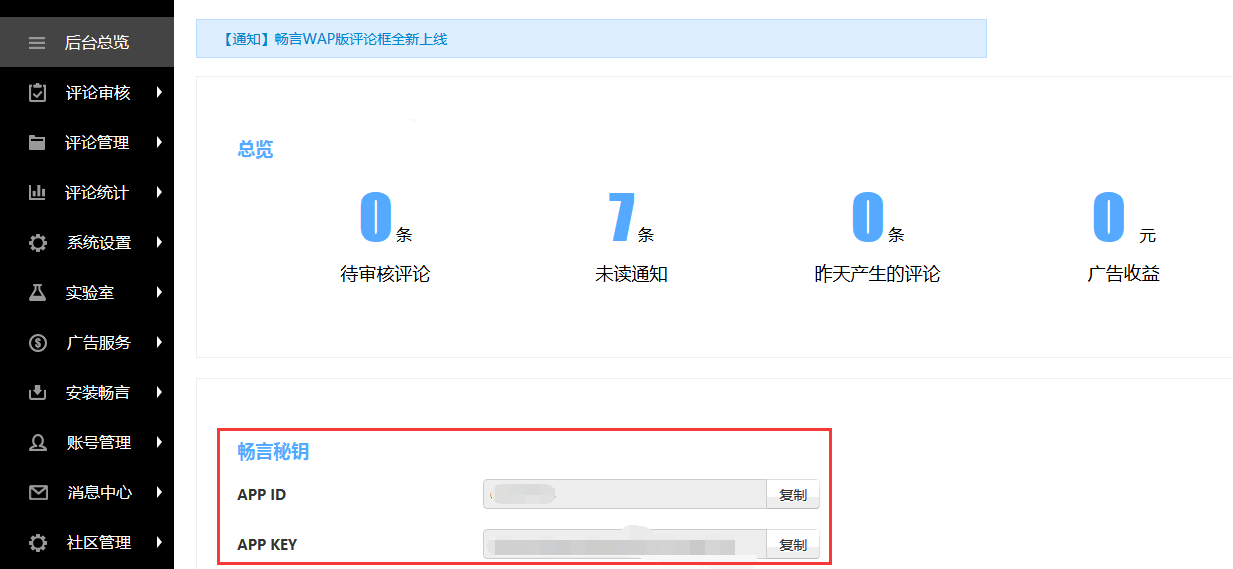 后台总览
评论审核
评论管理
评论统计
系统设置
实验室
广告服务
安装畅言
账号管理
消息中心
社区管理
【通知】畅言WAP版评论框全新上线
总览
0条
待审核评论
7条
未读通知
0条
昨天产生的评论
0 元
广告收益
畅言秘钥
APP ID
复制
APP KEY
复制